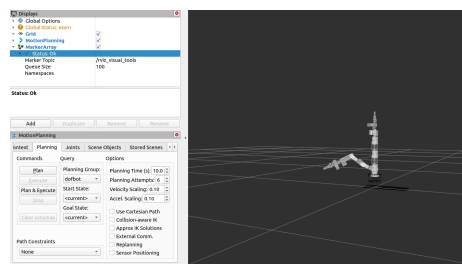 Displays
Global Options
Global Status: Warn
Grid
MotionPlanning
MarkerArray
Status: Ok
Marker Topic /rviz_visual_tools
Queue Size 100
Namespaces
Status: Ok
Add Duplicate Remove Rename
MotionPlanning
ontext Planning Joints Scene Objects Stored Scenes
Commands Query Options
Plan Planning Group: Planning Time (s): 10.0
Execute dofbot Planning Attempts: 6
Plan & Execute Start State: Velocity Scaling: 0.10
Stop <current> Accel. Scaling: 0.10
Goal State: Use Cartesian Path
Clear octomap <current> Collision-aware IK
Approx IK Solutions
External Comm.
Path Constraints Replanning
None Sensor Positioning